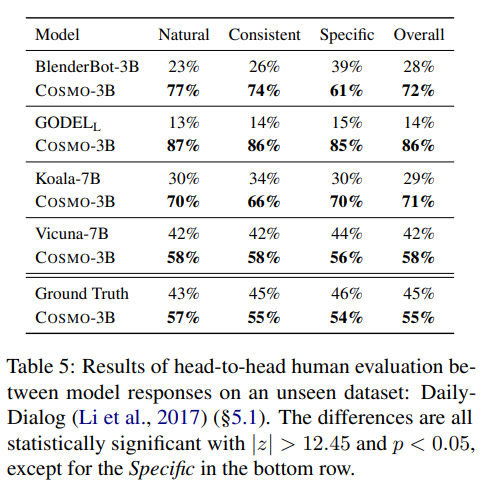 Model Natural Consistent Specific Overall
BlenderBot-3B 23% 26% 39% 28%
COSMO-3B 77% 74% 61% 72%
GODELL 13% 14% 15% 14%
COSMO-3B 87% 86% 85% 86%
Koala-7B 30% 34% 30% 29%
COSMO-3B 70% 66% 70% 71%
Vicuna-7B 42% 42% 44% 42%
COSMO-3B 58% 58% 56% 58%
Ground Truth 43% 45% 46% 45%
COSMO-3B 57% 55% 54% 55%
Table 5: Results of head-to-head human evaluation be-
tween model responses on an unseen dataset: Daily-
Dialog (Li et al., 2017) (§5.1). The differences are all
statistically significant with |z| > 12.45 and p < 0.05,
except for the Specific in the bottom row.